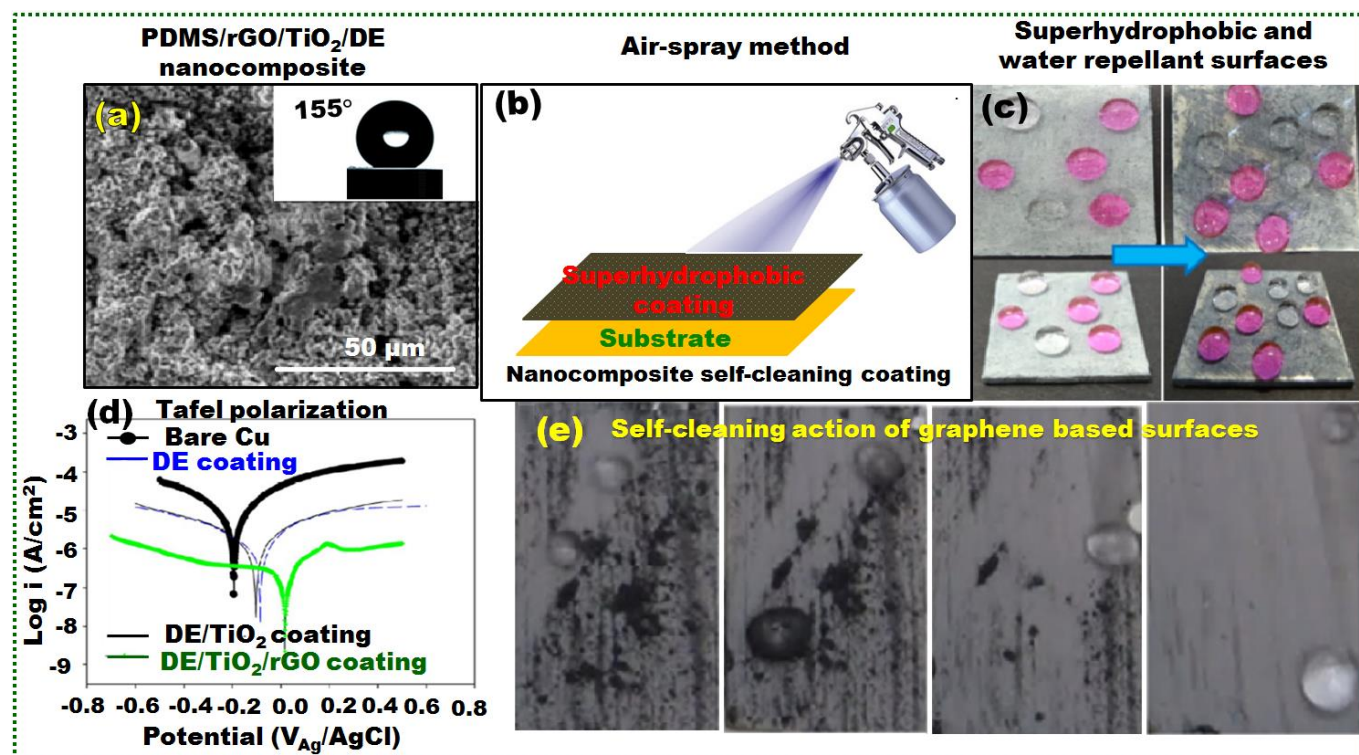 PDMS/rGO/TiO₂/DE
nanocomposite
Air-spray method
Superhydrophobic and
water repellant surfaces
(a)
155°
50 µm
(b)
Superhydrophobic
coating
Substrate
Nanocomposite self-cleaning coating
(c)
(d)
Tafel polarization
Bare Cu
DE coating
DE/TiO₂ coating
DE/TiO₂/rGO coating
Log i (A/cm²)
-3
-4
-5
-6
-7
-8
-9
-0.8 -0.6 -0.4 -0.2 0.0 0.2 0.4 0.6 0.8
Potential (V_Ag/AgCl)
(e) Self-cleaning action of graphene based surfaces